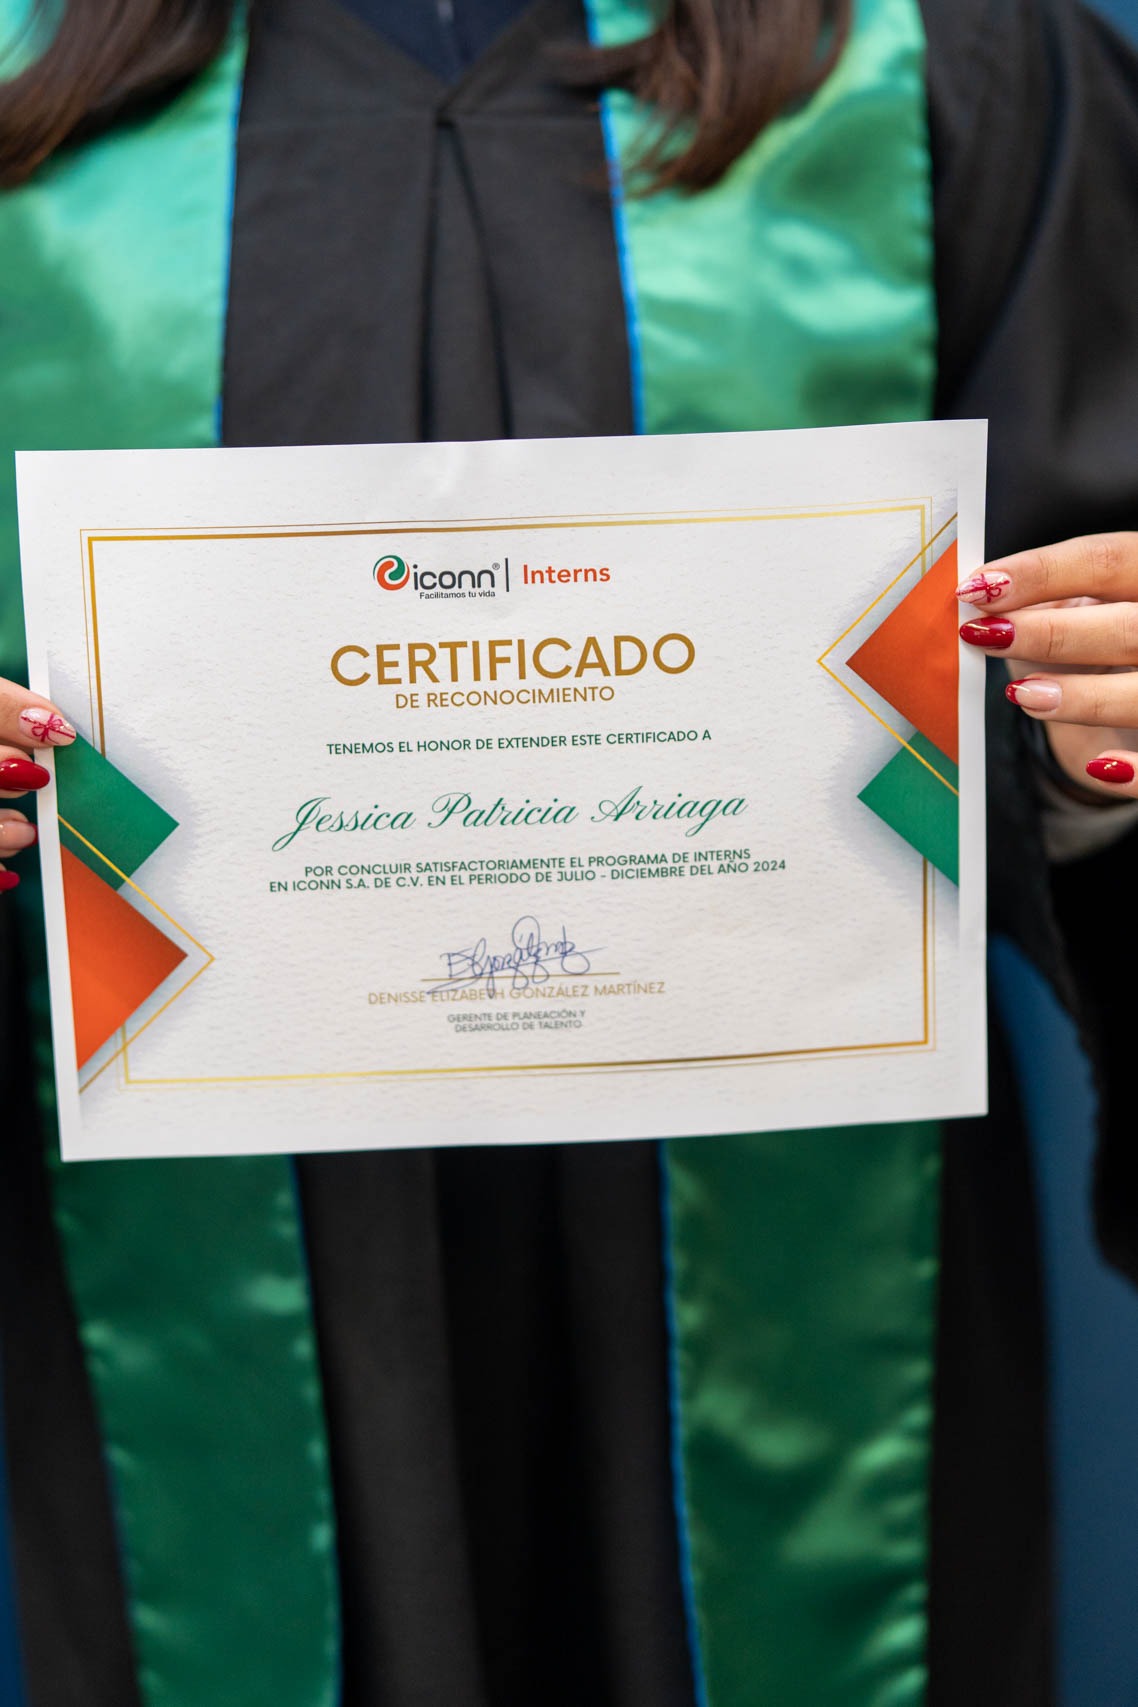 iconn® | Interns
Facilitamos tu vida
CERTIFICADO
DE RECONOCIMIENTO
TENEMOS EL HONOR DE EXTENDER ESTE CERTIFICADO A
Jessica Patricia Arriaga
POR CONCLUIR SATISFACTORIAMENTE EL PROGRAMA DE INTERNS
EN ICONN S.A. DE C.V. EN EL PERIODO DE JULIO - DICIEMBRE DEL AÑO 2024
DENISSE ELIZABETH GONZÁLEZ MARTÍNEZ
GERENTE DE PLANEACIÓN Y
DESARROLLO DE TALENTO